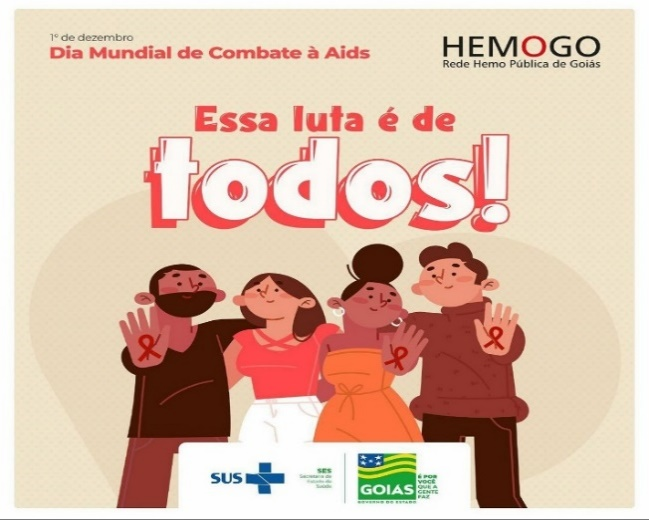 1º de dezembro
Dia Mundial de Combate à Aids
HEMOGO
Rede Hemo Pública de Goiás
Essa luta é de
todos!
SUS
SES
Secretaria de
Estado da
Saúde
GOIÁS
GOVERNO DO ESTADO
É POR
VOCÊ
QUE A
GENTE
FAZ